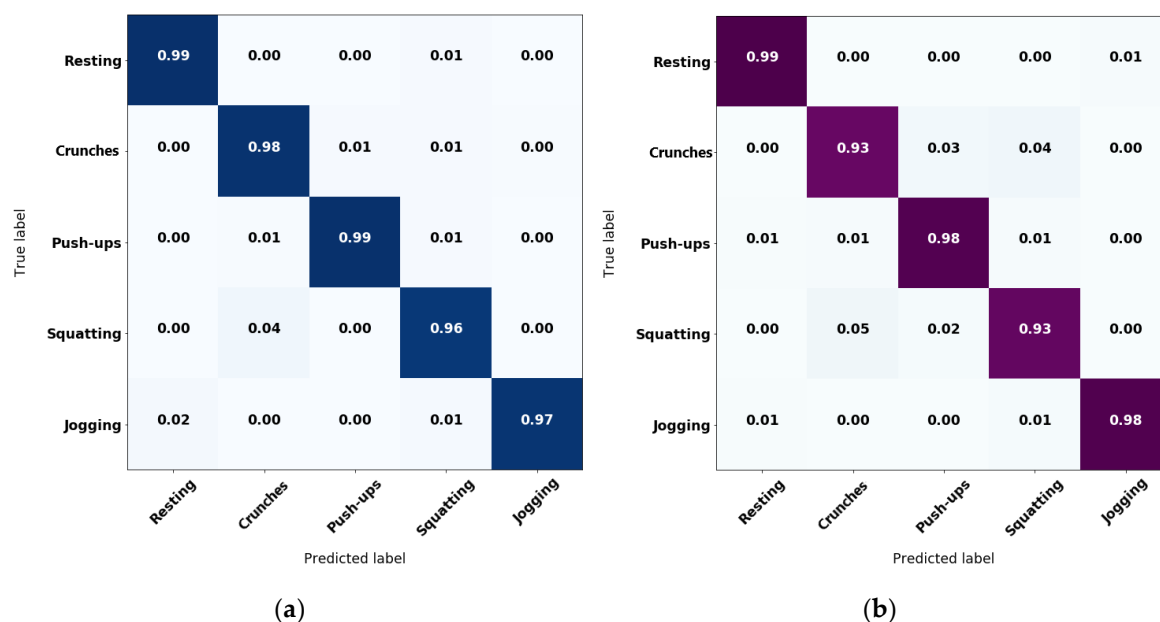 Resting 0.99 0.00 0.00 0.01 0.00
Crunches 0.00 0.98 0.01 0.01 0.00
Push-ups 0.00 0.01 0.99 0.01 0.00
Squatting 0.00 0.04 0.00 0.96 0.00
Jogging 0.02 0.00 0.00 0.01 0.97
True label
Resting Crunches Push-ups Squatting Jogging
Predicted label
(a)
Resting 0.99 0.00 0.00 0.00 0.01
Crunches 0.00 0.93 0.03 0.04 0.00
Push-ups 0.01 0.01 0.98 0.01 0.00
Squatting 0.00 0.05 0.02 0.93 0.00
Jogging 0.01 0.00 0.00 0.01 0.98
True label
Resting Crunches Push-ups Squatting Jogging
Predicted label
(b)